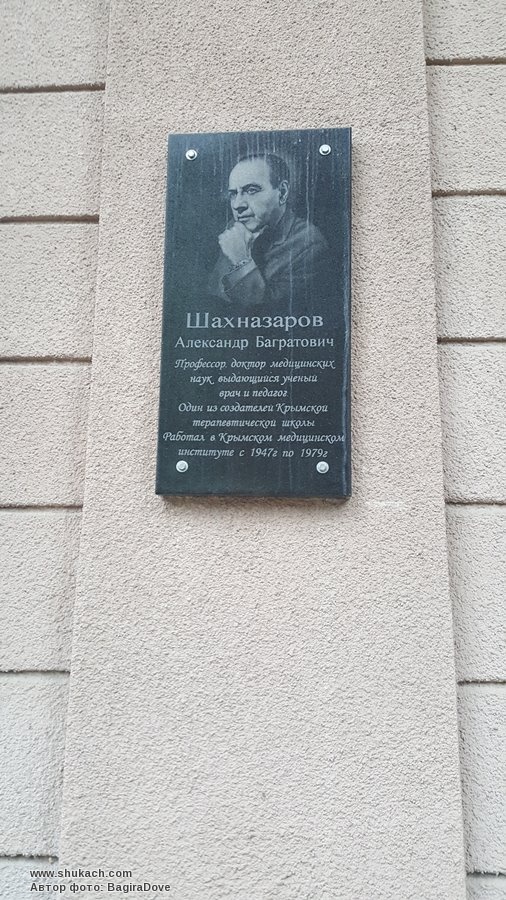 Шахназаров
Александр Багратович
Профессор, доктор медицинских
наук, выдающийся ученый
врач и педагог
Один из создателей Крымской
терапевтической школы
Работал в Крымском медицинском
институте с 1947г по 1979г
www.shukach.com
Автор фото: BagiraDove